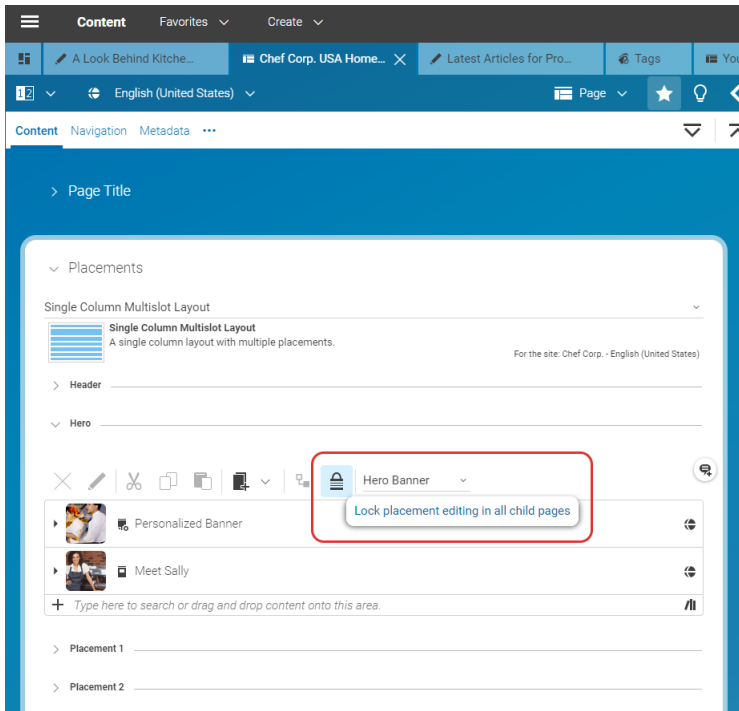 Content Favorites Create
A Look Behind Kitche... Chef Corp. USA Home... Latest Articles for Pro... Tags You
12 English (United States) Page
Content Navigation Metadata •••
Page Title
Placements
Single Column Multislot Layout
Single Column Multislot Layout
A single column layout with multiple placements.
For the site: Chef Corp. - English (United States)
Header
Hero
Hero Banner
Lock placement editing in all child pages
Personalized Banner
Meet Sally
Type here to search or drag and drop content onto this area.
Placement 1
Placement 2